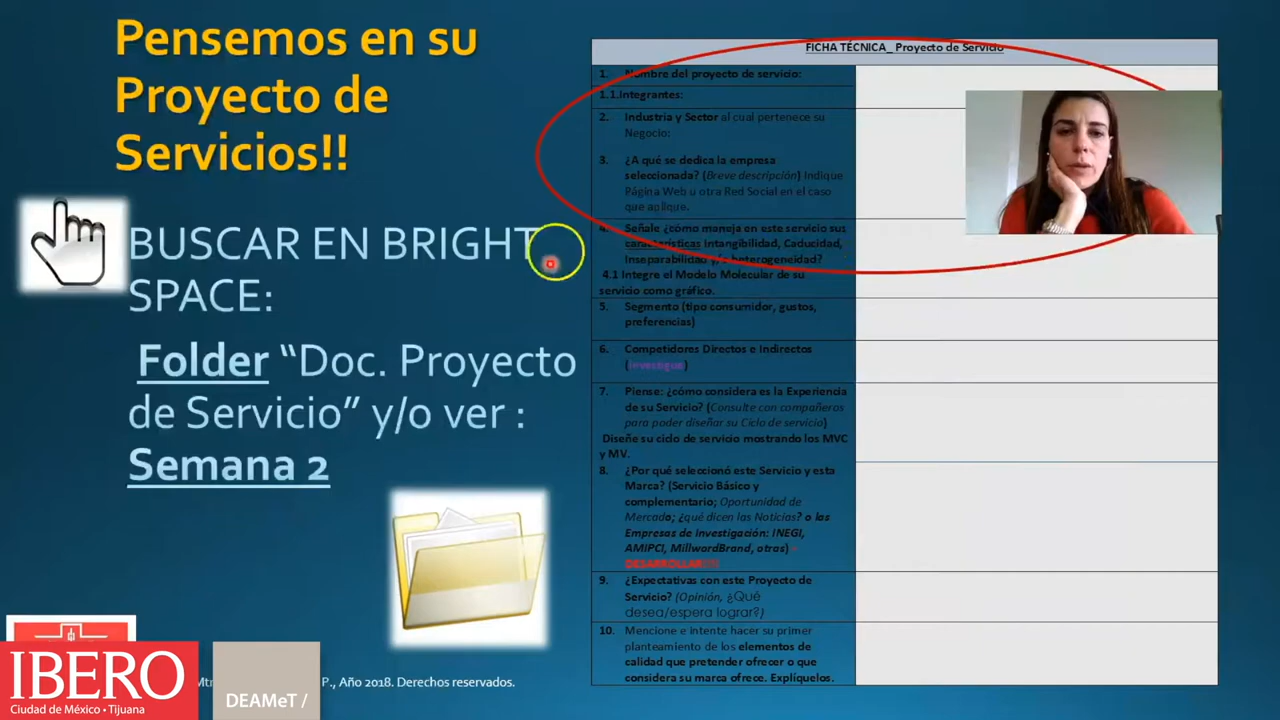 Pensemos en su
Proyecto de
Servicios!!
BUSCAR EN BRIGHT
SPACE:
Folder “Doc. Proyecto
de Servicio” y/o ver :
Semana 2
FICHA TÉCNICA_ Proyecto de Servicio
1. Nombre del proyecto de servicio:
1.1.Integrantes:
2. Industria y Sector al cual pertenece su
Negocio:
3. ¿A qué se dedica la empresa
seleccionada? (Breve descripción) Indique
Página Web u otra Red Social en el caso
que aplique.
4. Señale ¿cómo maneja en este servicio sus
características Intangibilidad, Caducidad,
Inseparabilidad y/o heterogeneidad?
4.1 Integre el Modelo Molecular de su
servicio como gráfico.
5. Segmento (tipo consumidor, gustos,
preferencias)
6. Competidores Directos e Indirectos
(Investigue)
7. Piense: ¿cómo considera es la Experiencia
de su Servicio? (Consulte con compañeros
para poder diseñar su Ciclo de servicio)
Diseñe su ciclo de servicio mostrando los MVC
y MV.
8. ¿Por qué seleccionó este Servicio y esta
Marca? (Servicio Básico y
complementario; Oportunidad de
Mercado; ¿qué dicen las Noticias? o las
Empresas de Investigación: INEGI,
AMIPCI, MillwordBrand, otras)
DESARROLLAR!!!!
9. ¿Expectativas con este Proyecto de
Servicio? (Opinión, ¿Qué
desea/espera lograr?)
10. Mencione e intente hacer su primer
planteamiento de los elementos de
calidad que pretender ofrecer o que
considera su marca ofrece. Explíquelos.
IBERO
Ciudad de México • Tijuana
DEAMeT /
P., Año 2018. Derechos reservados.